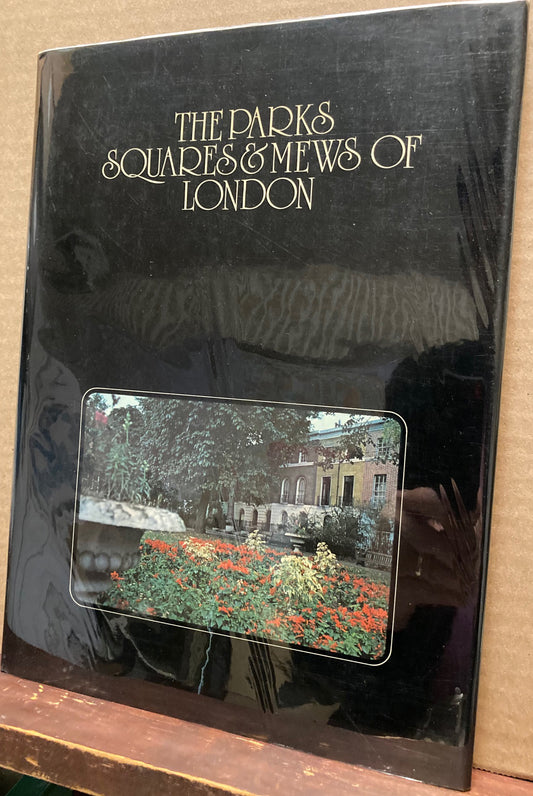 THE PARKS
SQUARES & MEWS OF
LONDON